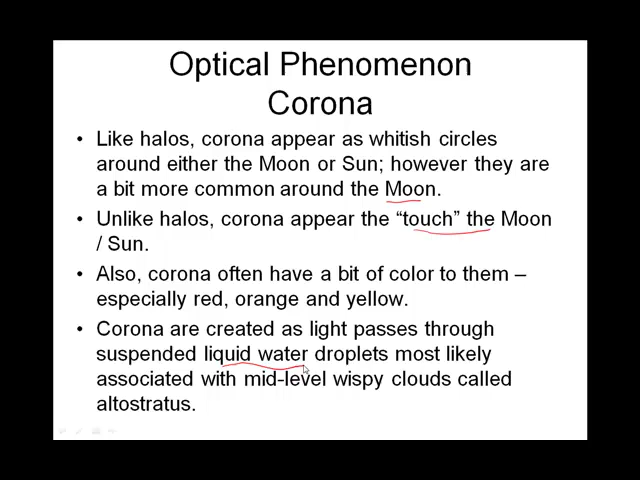 Optical Phenomenon
Corona
• Like halos, corona appear as whitish circles
around either the Moon or Sun; however they are
a bit more common around the Moon.
• Unlike halos, corona appear the “touch” the Moon
/ Sun.
• Also, corona often have a bit of color to them –
especially red, orange and yellow.
• Corona are created as light passes through
suspended liquid water droplets most likely
associated with mid-level wispy clouds called
altostratus.